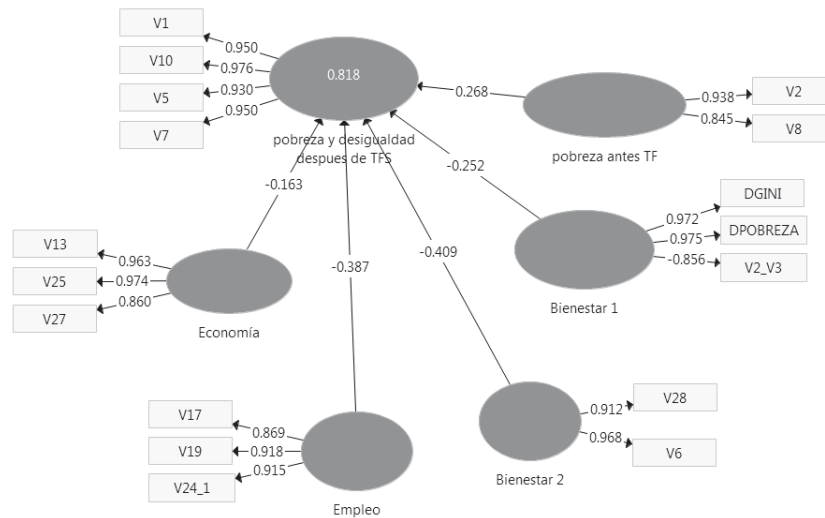 V1
0.950
V10
0.976
V5
0.930
V7
0.950
0.818
pobreza y desigualdad
despues de TFS
0.268
pobreza antes TF
0.938
V2
0.845
V8
-0.252
Bienestar 1
0.972
DGINI
0.975
DPOBREZA
-0.856
V2_V3
-0.163
V13
0.963
V25
0.974
V27
0.860
Economía
-0.387
-0.409
V17
0.869
V19
0.918
V24_1
0.915
Empleo
Bienestar 2
0.912
V28
0.968
V6